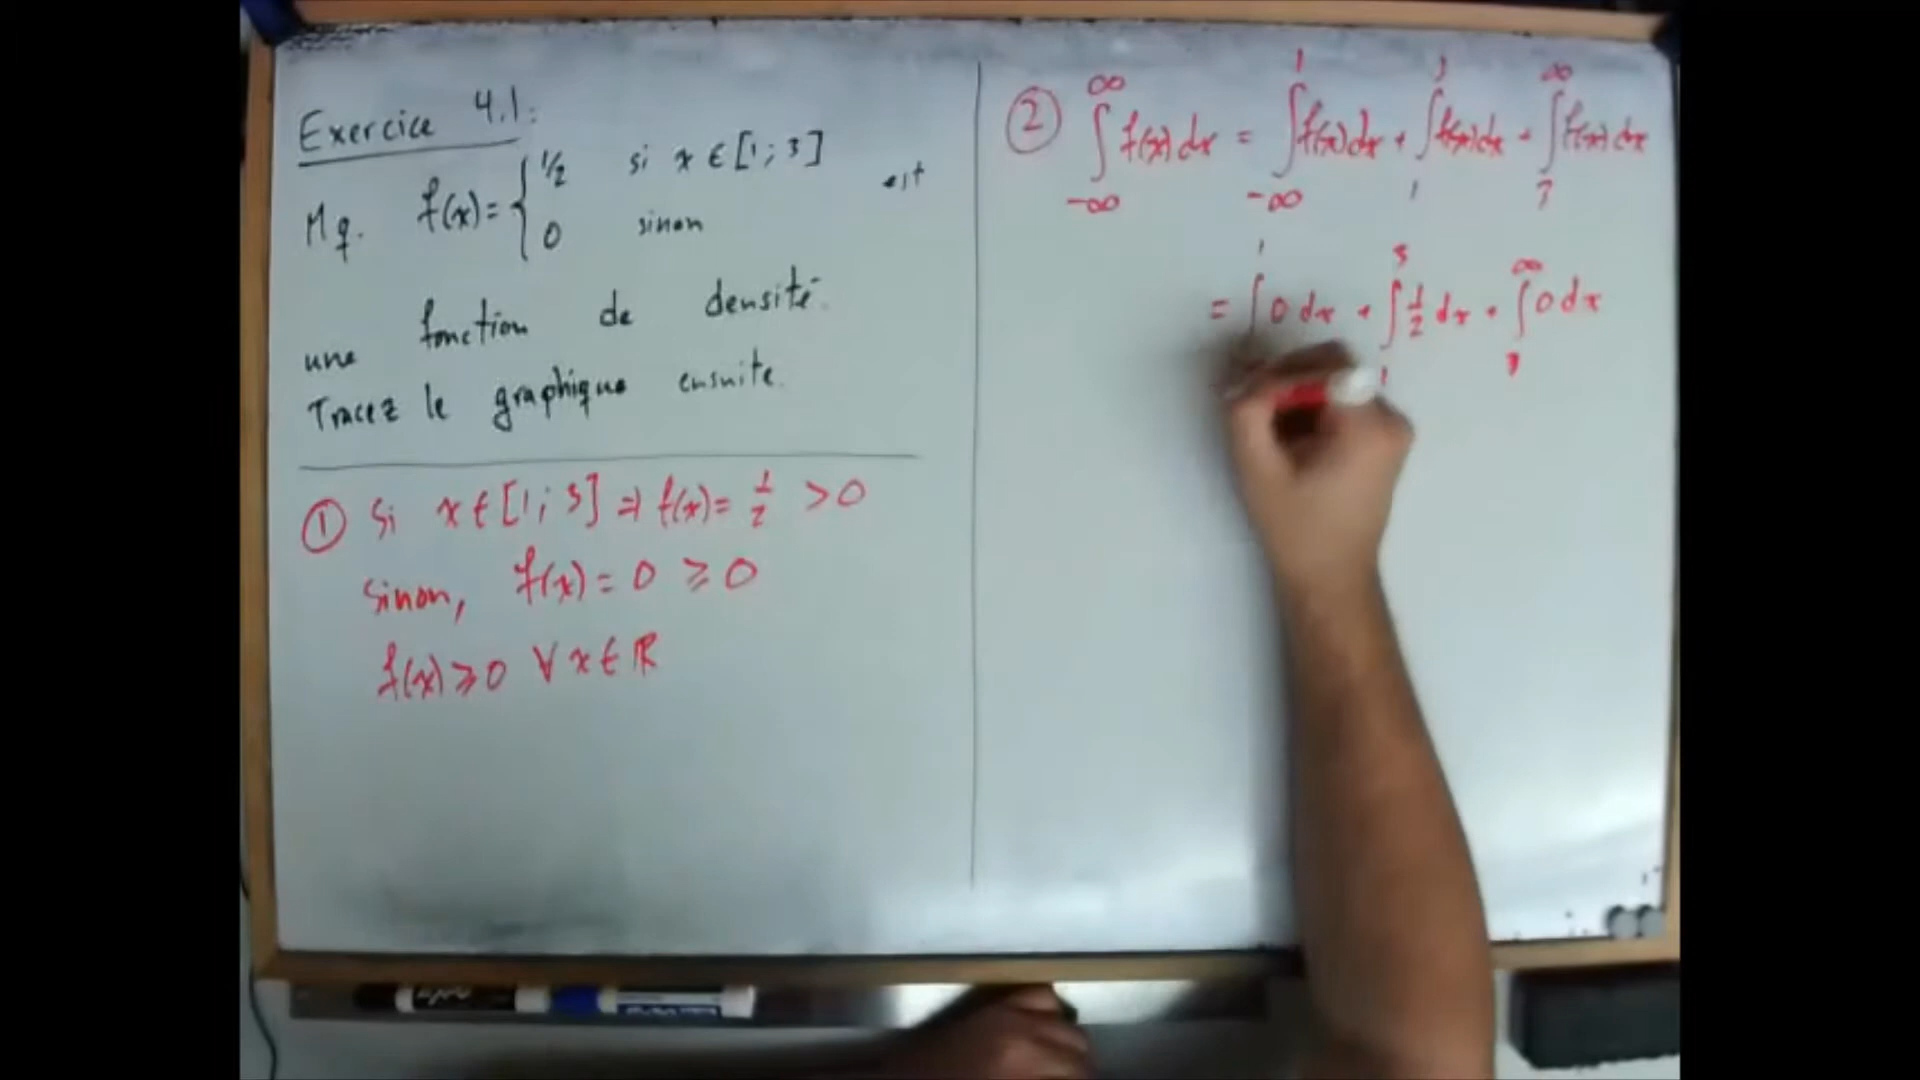 Exercice 4.1:
Mq. f(x) = { 1/2 si x ∈ [1 ; 3] est
0 sinon
une fonction de densité.
Tracez le graphique ensuite.
① Si x ∈ [1 ; 3] ⇒ f(x) = 1/2 > 0
sinon, f(x) = 0 ≥ 0
f(x) ≥ 0 ∀ x ∈ ℝ
② ∫_{-∞}^{∞} f(x) dx = ∫_{-∞}^{1} f(x) dx + ∫_{1}^{3} f(x) dx + ∫_{3}^{∞} f(x) dx
= ∫^{1} 0 dx + ∫_{1}^{3} 1/2 dx + ∫_{3}^{∞} 0 dx